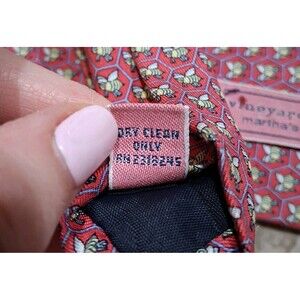 DRY CLEAN
ONLY
RN 2318245
vineyard
martha's